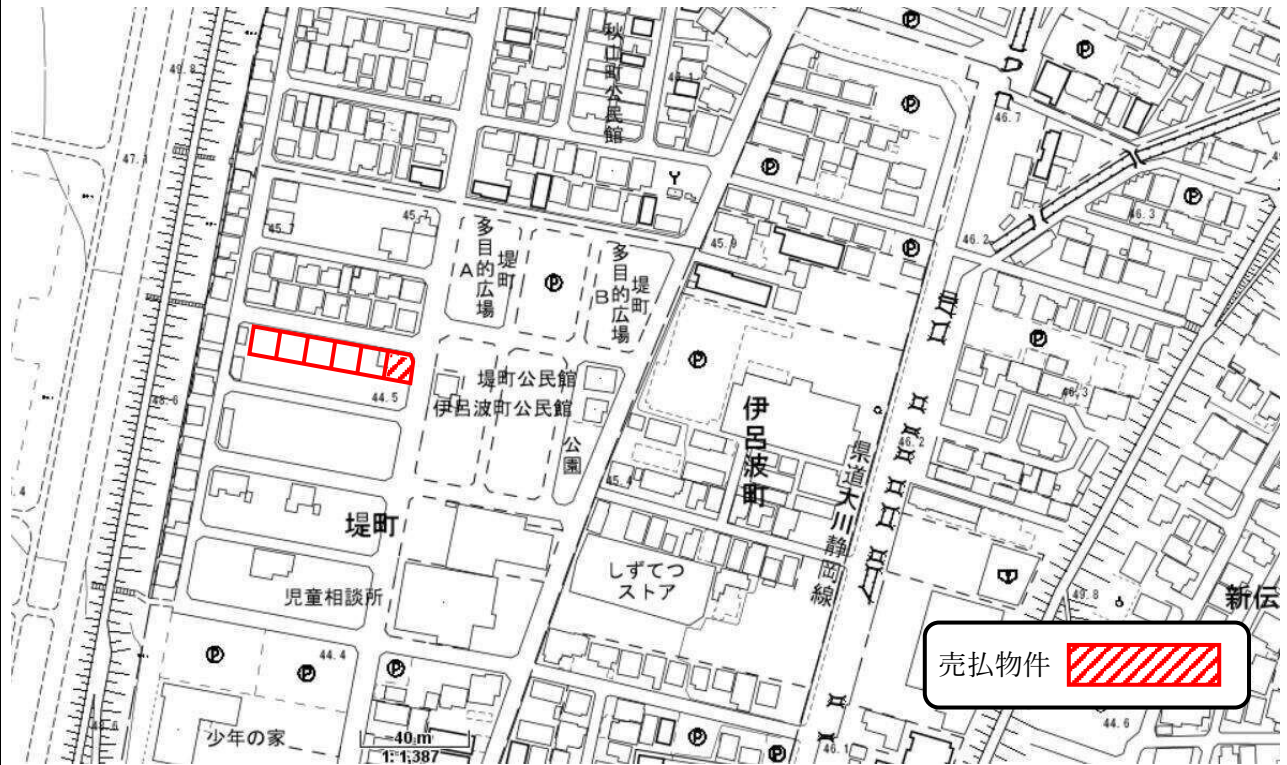 秋山町公民館
49.8
46.7
47.1
45.7
45.7
多目的広場A
堤町
多目的広場B
堤町
45.9
46.2
46.3
堤町公民館
伊呂波町公民館
44.5
公園
伊呂波町
46.3
46.2
県道大川静岡線
45.4
堤町
しずてつ
ストア
児童相談所
49.8
新伝
売払物件
44.4
44.6
少年の家
40m
1:1,387
46.1